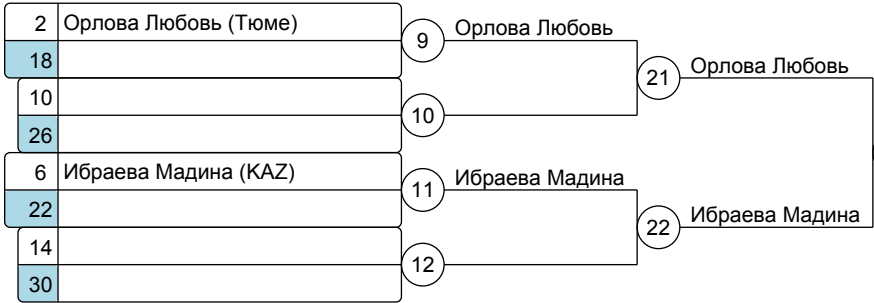 2 Орлова Любовь (Тюме)
18
9 Орлова Любовь
10
26
10
21 Орлова Любовь
6 Ибраева Мадина (KAZ)
22
11 Ибраева Мадина
14
30
12
22 Ибраева Мадина